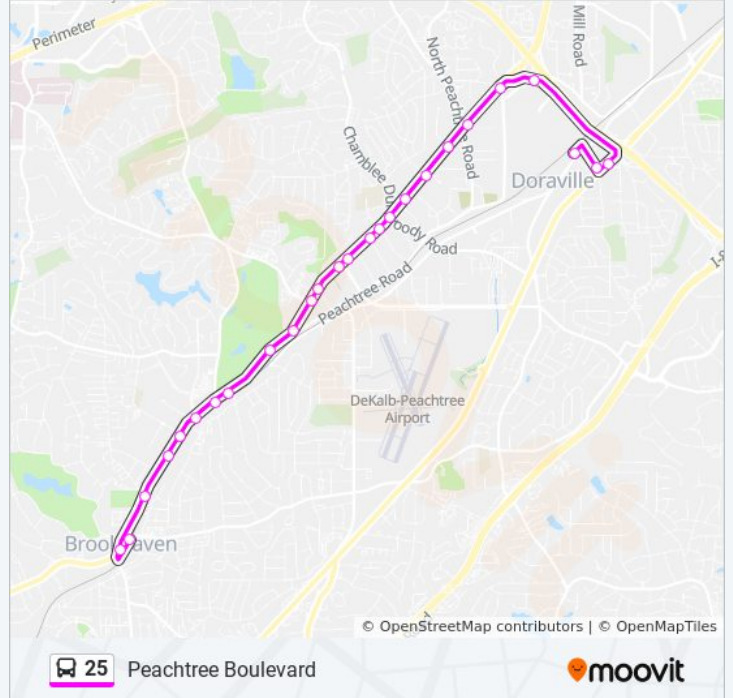 Perimeter
Mill Road
North Peachtree Road
Chamblee Dunwoody Road
Doraville
Peachtree Road
DeKalb-Peachtree
Airport
Brookhaven
© OpenStreetMap contributors | © OpenMapTiles
25 Peachtree Boulevard
moovit